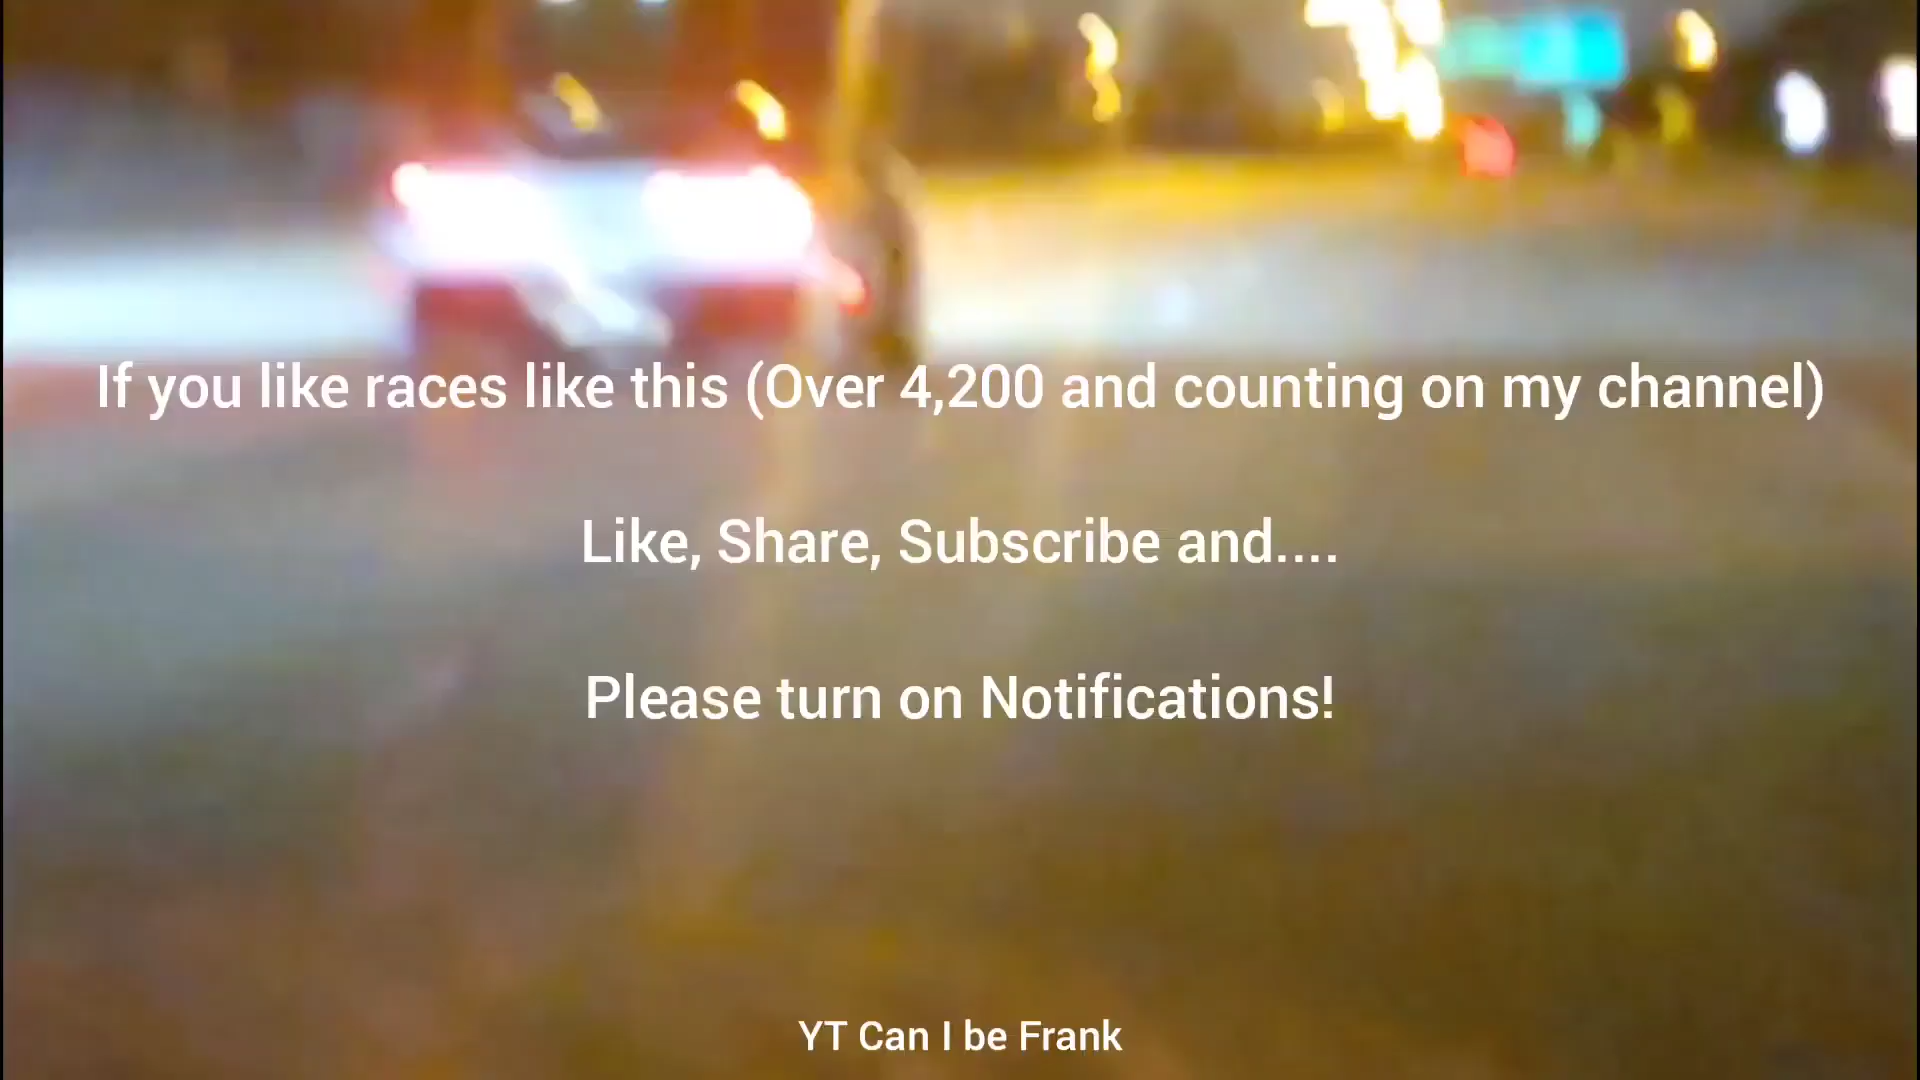 If you like races like this (Over 4,200 and counting on my channel)
Like, Share, Subscribe and....
Please turn on Notifications!
YT Can I be Frank